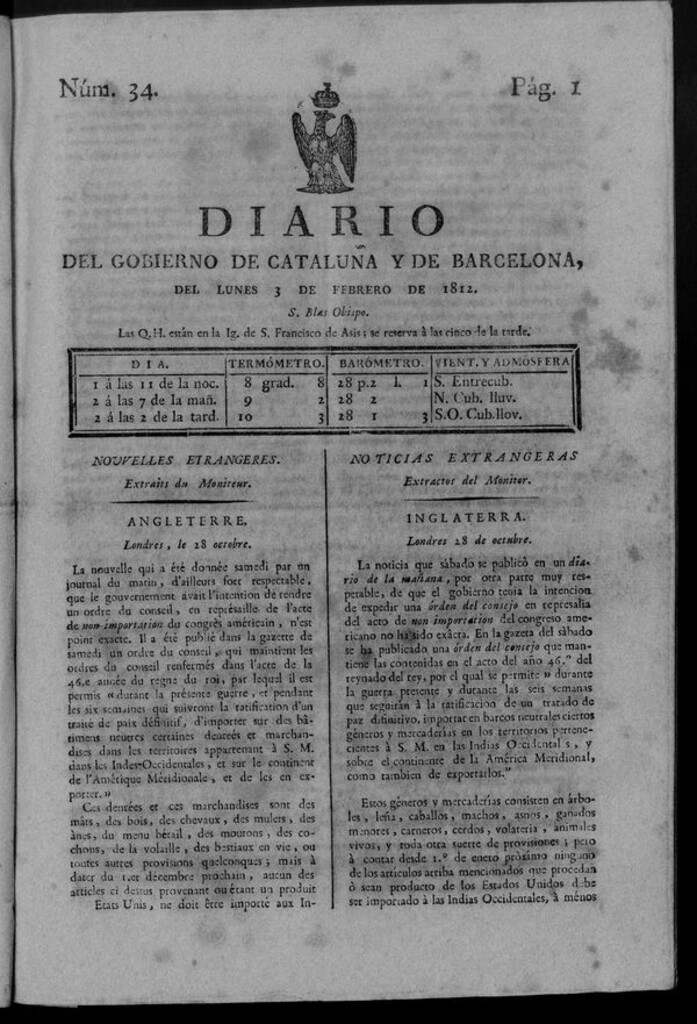 Núm. 34.
Pág. 1
DIARIO
DEL GOBIERNO DE CATALUÑA Y DE BARCELONA,
DEL LUNES 3 DE FEBRERO DE 1812.
S. Blas Obispo.
Las Q. H. están en la Ig. de S. Francisco de Asis; se reserva á las cinco de la tarde.
DIA. TERMÓMETRO. BARÓMETRO. VIENT. Y ADMÓSFERA
1 á las 11 de la noc. 8 grad. 8 28 p. 2 l. 1 S. Entrecub.
2 á las 7 de la mañ. 9 2 28 2 N. Cub. lluv.
2 á las 2 de la tard. 10 3 28 1 3 S.O. Cub. llov.
NOUVELLES ETRANGERES.
Extraits du Moniteur.
ANGLETERRE.
Londres, le 28 octobre.
La nouvelle qui a éte donnée samedi par un
journal du matin, d'ailleurs fort respectable,
que le gouvernement avait l'intention de rendre
un ordre du conseil, en représaille de l'acte
de non-importation du congrès américain, n'est
point exacte. Il a été publié dans la gazette de
samedi un ordre du conseil, qui maintient les
ordres du conseil renfermés dans l'acte de la
46.e année du regne du roi, par lequel il est
permis « durant la présente guerre, et pendant
les six semaines qui suivront la ratification d'un
traité de paix définitif, d'importer sur des bâ-
timens neutres certaines denrées et marchan-
dises dans les territoires appartenant à S. M.
dans les Indes-Occidentales, et sur le continent
de l'Amérique Méridionale, et de les en ex-
porter. »
Ces denrées et ces marchandises sont des
mâts, des bois, des chevaux, des mulets, des
ânes, du menu bétail, des moutons, des co-
chons, de la volaille, des bestiaux en vie, ou
toutes autres provisions quelconques; mais à
dater du 1.er décembre prochain, aucun des
articles ci dessus provenant ou étant un produit
Etats Unis, ne doit être importé aux In-
NOTICIAS EXTRANGERAS
Extractos del Monitor.
INGLATERRA.
Londres 28 de octubre.
La noticia que sábado se publicó en un dia-
rio de la mañana, por otra parte muy res-
petable, de que el gobierno tenia la intencion
de expedir una órden del consejo en represalia
del acto de non importation del congreso ame-
ricano no ha sido exácta. En la gazeta del sábado
se ha publicado una órden del consejo que man-
tiene las contenidas en el acto del año 46.° del
reynado del rey, por el qual se permite » durante
la guerra presente y durante las seis semanas
que seguirán á la ratificacion de un tratado de
paz difinitivo, importar en barcos neutrales ciertos
géneros y mercaderías en los territorios pertene-
cientes á S. M. en las Indias Occidental s, y
sobre el continente de la América Meridional,
como tambien de exportarlos."
Estos géneros y mercaderías consisten en árbo-
les, leña, caballos, machos, asnos, ganados
menores, carneros, cerdos, volateria, animales
vivos, y toda otra suerte de provisiones; pero
à contar desde 1.º de enero próximo ninguno
de los articulos arriba mencionados que procedan
ò sean producto de los Estados Unidos debe
ser importado à las Indias Occidentales, à ménos